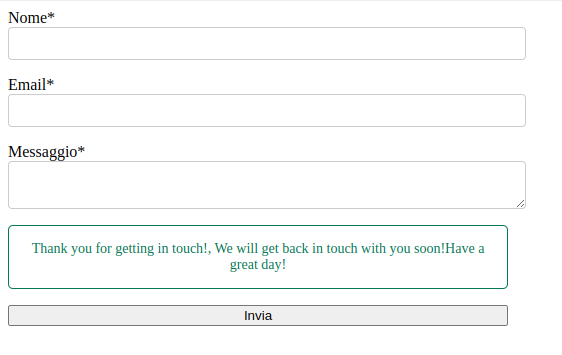 Nome*
Email*
Messaggio*
Thank you for getting in touch!, We will get back in touch with you soon!Have a
great day!
Invia